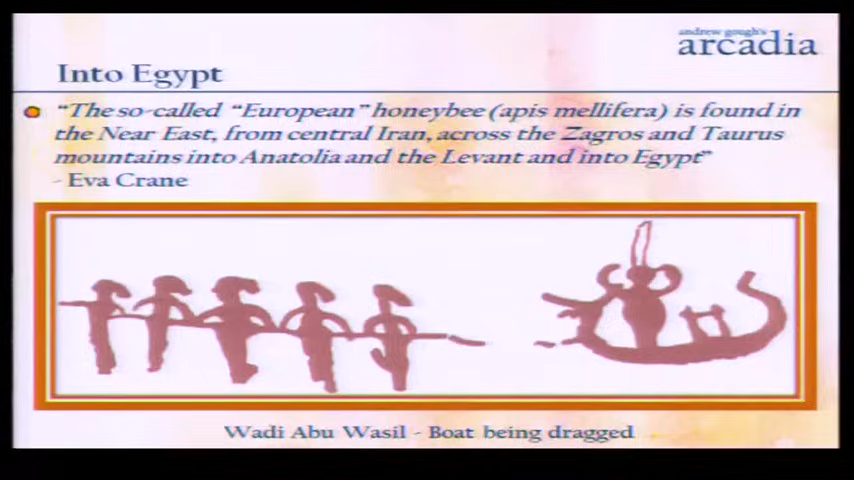 andrew gough's
arcadia
Into Egypt
"The so-called "European" honeybee (apis mellifera) is found in
the Near East, from central Iran, across the Zagros and Taurus
mountains into Anatolia and the Levant and into Egypt"
- Eva Crane
Wadi Abu Wasil - Boat being dragged